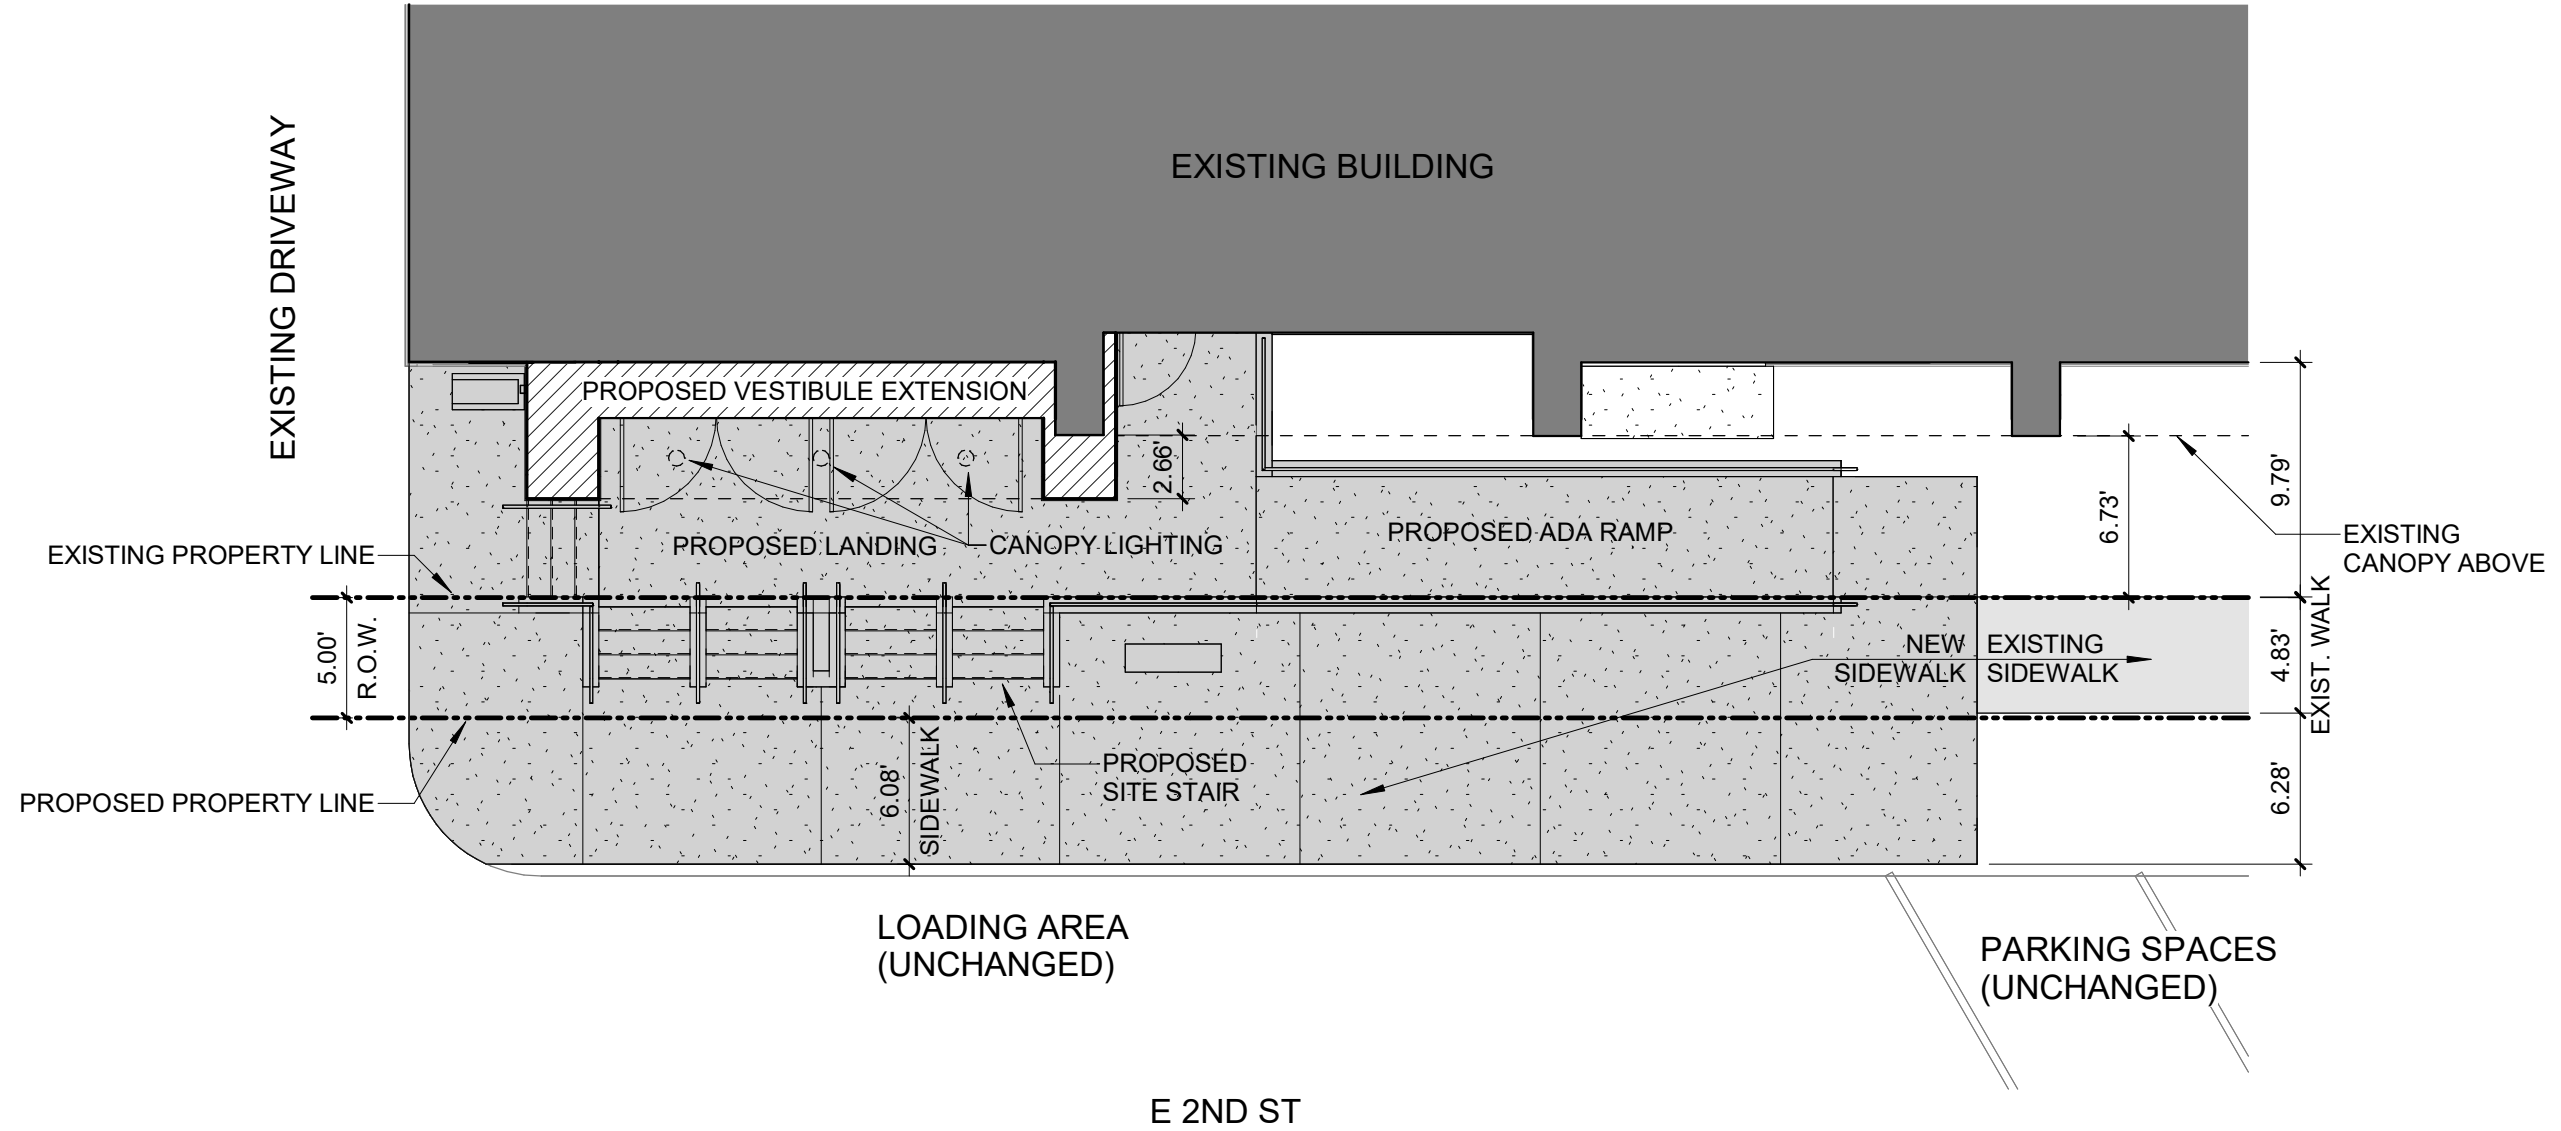 EXISTING DRIVEWAY
EXISTING BUILDING
PROPOSED VESTIBULE EXTENSION
2.66'
9.79'
6.73'
PROPOSED ADA RAMP
EXISTING
CANOPY ABOVE
EXISTING PROPERTY LINE
PROPOSED LANDING
CANOPY LIGHTING
5.00'
R.O.W.
NEW
SIDEWALK
EXISTING
SIDEWALK
4.83'
EXIST. WALK
PROPOSED
SITE STAIR
6.08'
SIDEWALK
6.28'
PROPOSED PROPERTY LINE
LOADING AREA
(UNCHANGED)
PARKING SPACES
(UNCHANGED)
E 2ND ST